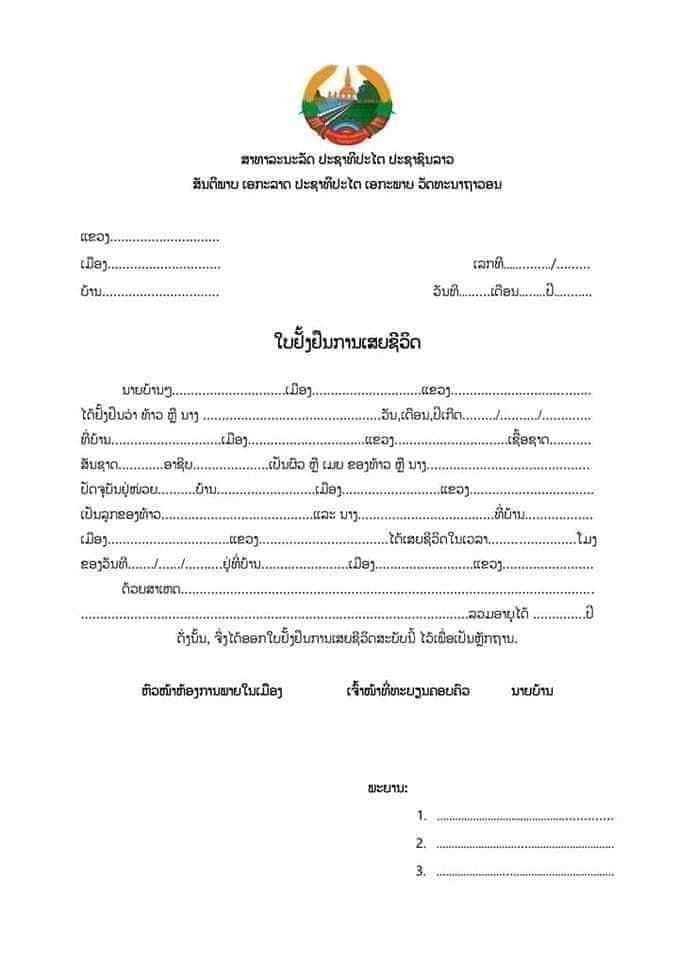 ສາທາລະນະລັດ ປະຊາທິປະໄຕ ປະຊາຊົນລາວ
ສັນຕິພາບ ເອກະລາດ ປະຊາທິປະໄຕ ເອກະພາບ ວັດທະນາຖາວອນ
ແຂວງ.............................
ເມືອງ.............................. ເລກທີ............../.........
ບ້ານ............................... ວັນທີ.........ເດືອນ........ປີ...........
ໃບຢັ້ງຢືນການເສຍຊີວິດ
ນາຍບ້ານໆ..............................ເມືອງ.............................ແຂວງ.....................................
ໄດ້ຢັ້ງຢືນວ່າ ທ້າວ ຫຼື ນາງ ...............................................ວັນ,ເດືອນ,ປີເກີດ........./........../.............
ທີ່ບ້ານ.............................ເມືອງ...............................ແຂວງ..............................ເຊື້ອຊາດ...........
ສັນຊາດ............ອາຊີບ....................ເປັນຜົວ ຫຼື ເມຍ ຂອງທ້າວ ຫຼື ນາງ...........................................
ປັດຈຸບັນຢູ່ໜ່ວຍ..........ບ້ານ..........................ເມືອງ..........................ແຂວງ.................................
ເປັນລູກຂອງທ້າວ........................................ແລະ ນາງ....................................ທີ່ບ້ານ..................
ເມືອງ................................ແຂວງ..................................ໄດ້ເສຍຊີວິດໃນເວລາ.......................ໂມງ
ຂອງວັນທີ......./....../..........ຢູ່ທີ່ບ້ານ.......................ເມືອງ..........................ແຂວງ........................
ດ້ວຍສາເຫດ.............................................................................................................
.......................................................................................................ລວມອາຍຸໄດ້ ..............ປີ
ດັ່ງນັ້ນ, ຈຶ່ງໄດ້ອອກໃບຢັ້ງຢືນການເສຍຊີວິດສະບັບນີ້ ໄວ້ເພື່ອເປັນຫຼັກຖານ.
ຫົວໜ້າຫ້ອງການພາຍໃນເມືອງ ເຈົ້າໜ້າທີ່ທະບຽນຄອບຄົວ ນາຍບ້ານ
ພະຍານ:
1. .....................................................
2. .....................................................
3. .....................................................